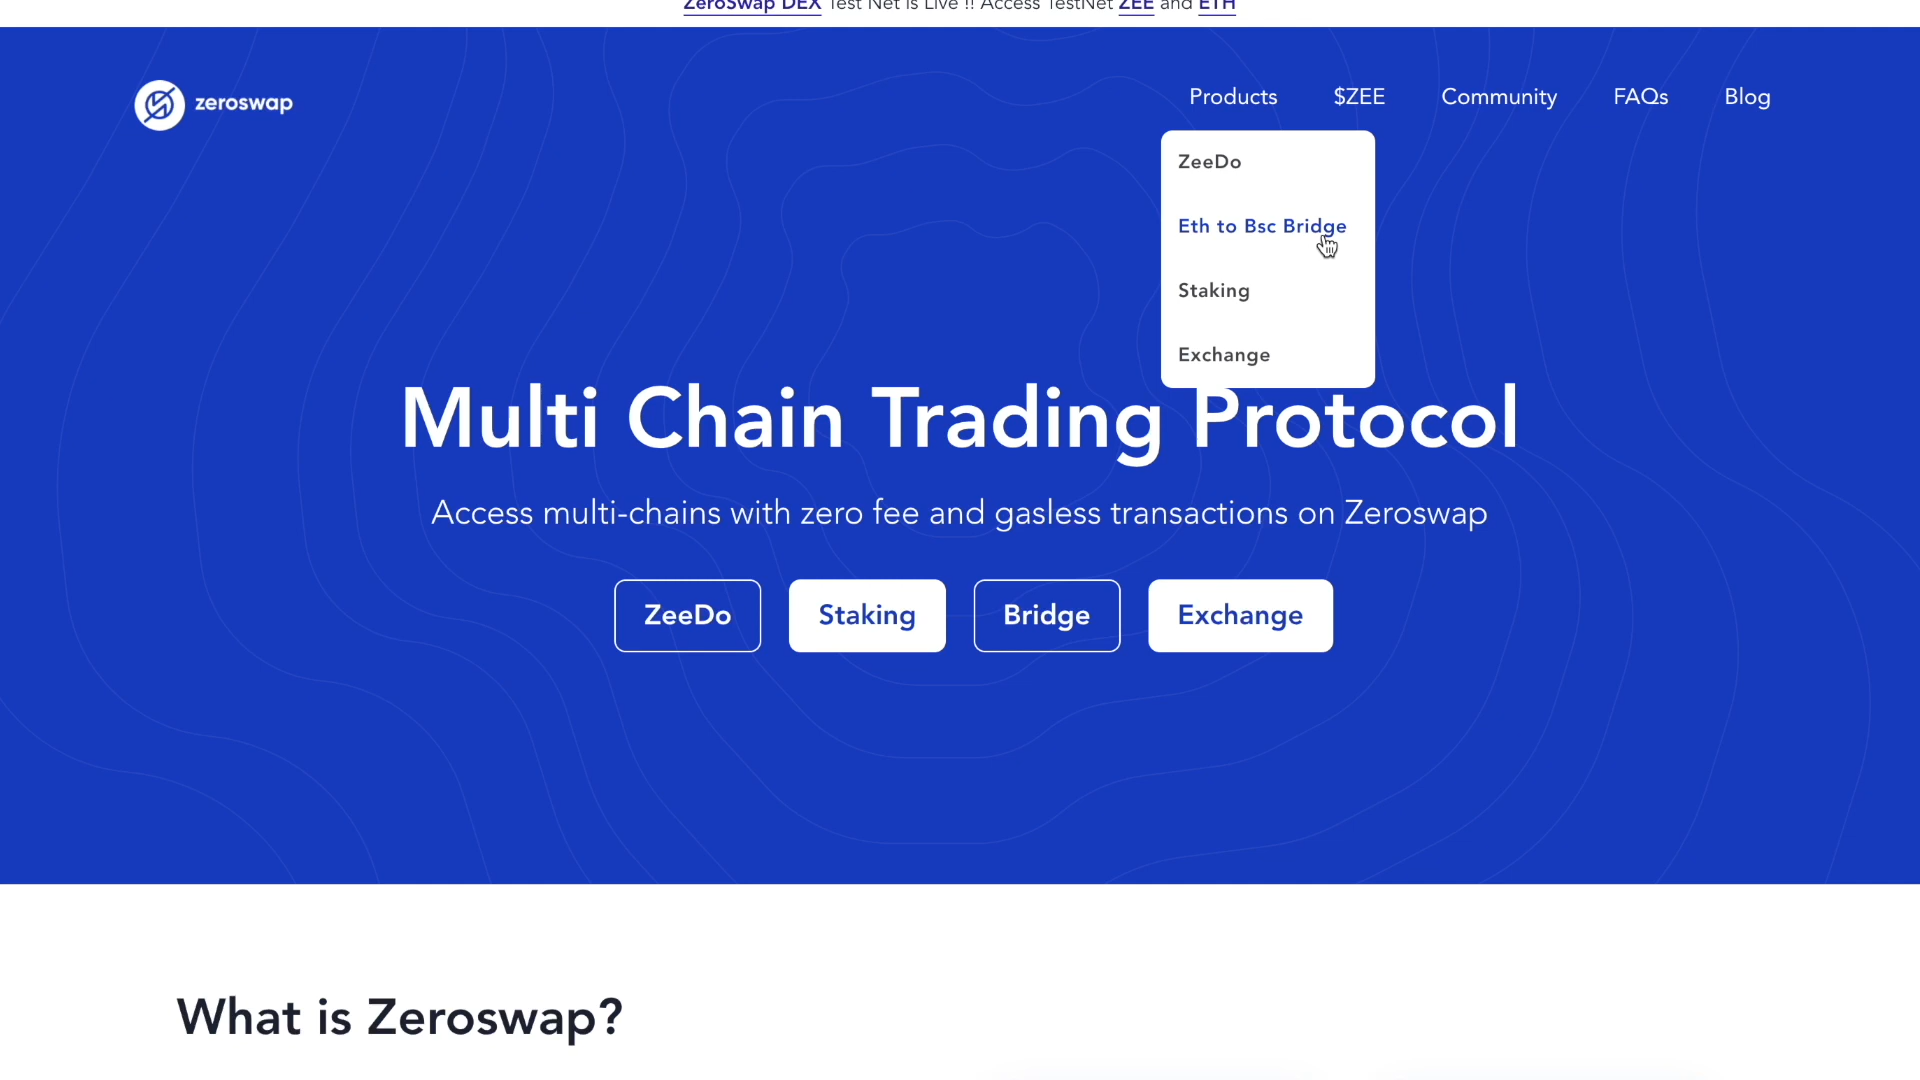 ZeroSwap DEX Test Net is Live !! Access TestNet ZEE and ETH
zeroswap
Products $ZEE Community FAQs Blog
ZeeDo
Eth to Bsc Bridge
Staking
Exchange
Multi Chain Trading Protocol
Access multi-chains with zero fee and gasless transactions on Zeroswap
ZeeDo Staking Bridge Exchange
What is Zeroswap?